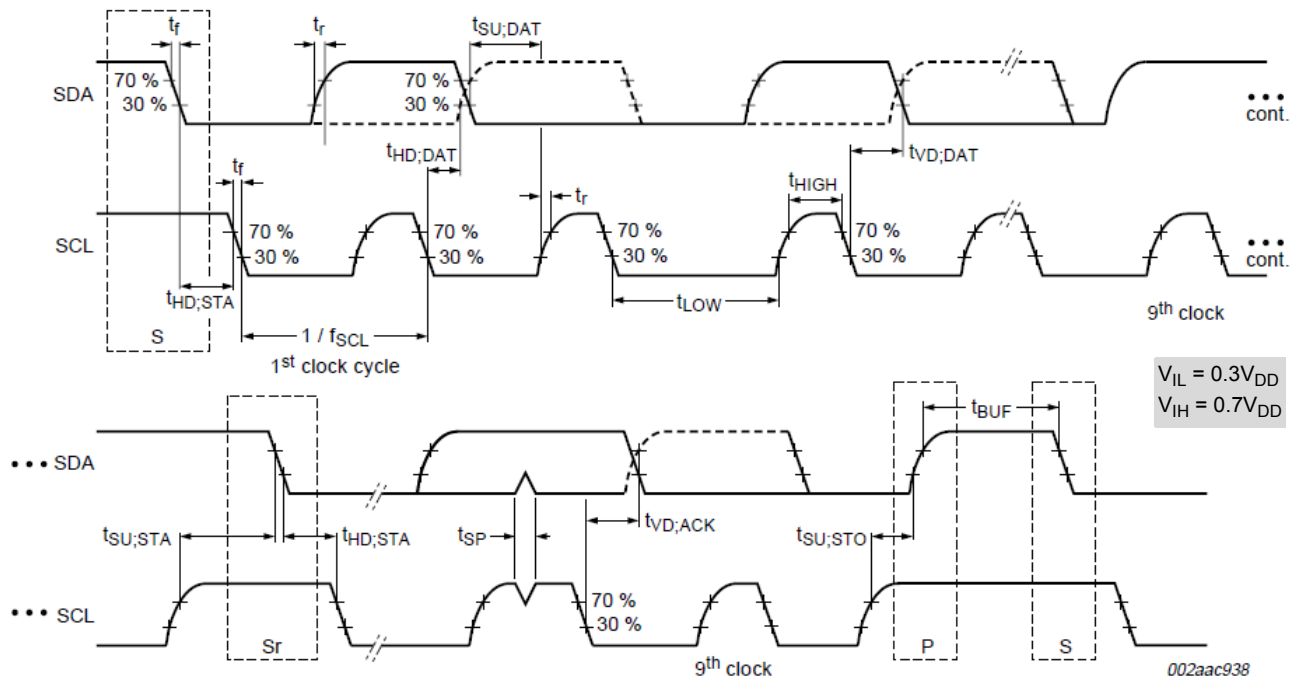 tf tr tSU;DAT
70 % 70 %
SDA 30 % 30 % ••• cont.
tHD;DAT tVD;DAT
tf tr tHIGH
70 % 70 % 70 %
SCL 30 % 30 % 30 % ••• cont.
tHD;STA tLOW
S 1 / fSCL 9th clock
1st clock cycle
VIL = 0.3VDD
VIH = 0.7VDD
tBUF
••• SDA
tSU;STA tHD;STA tSP tVD;ACK tSU;STO
70 %
••• SCL 30 %
Sr 9th clock P S
002aac938